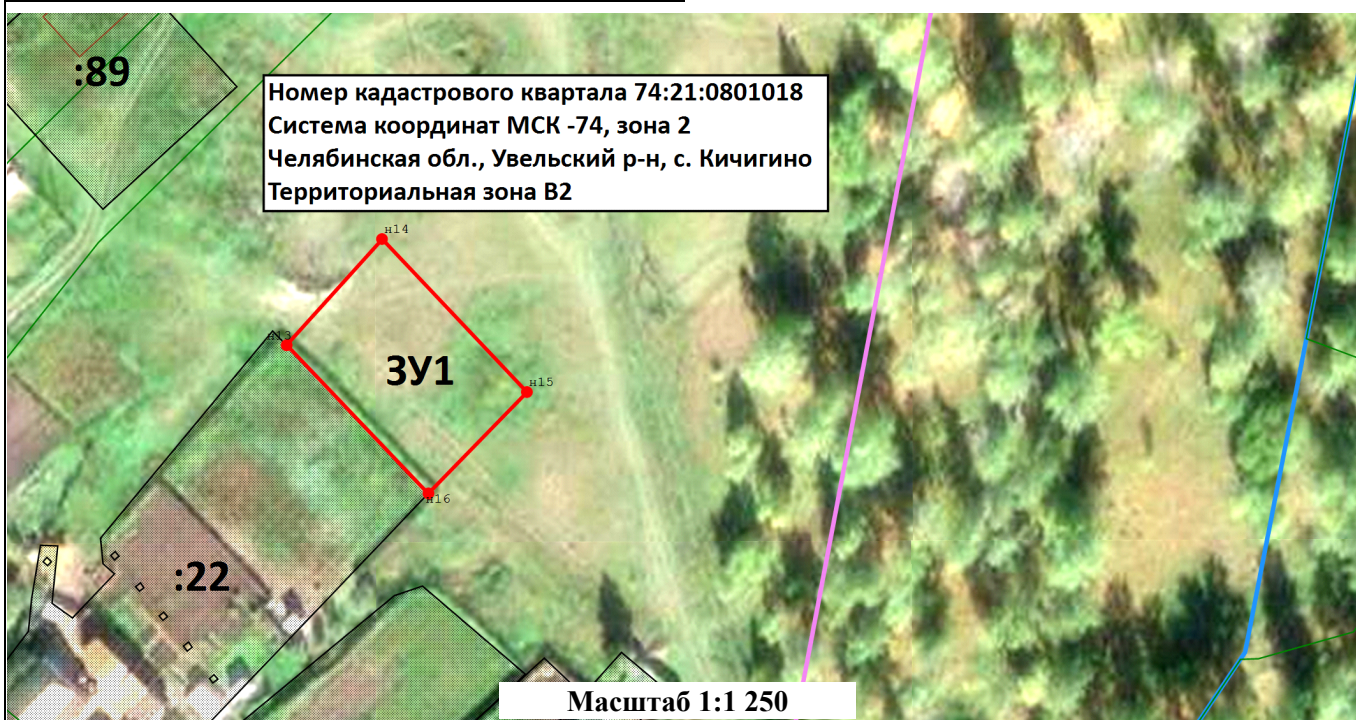 :89
Номер кадастрового квартала 74:21:0801018
Система координат МСК -74, зона 2
Челябинская обл., Увельский р-н, с. Кичигино
Территориальная зона В2
н14
н13
ЗУ1
н15
н16
:22
Масштаб 1:1 250